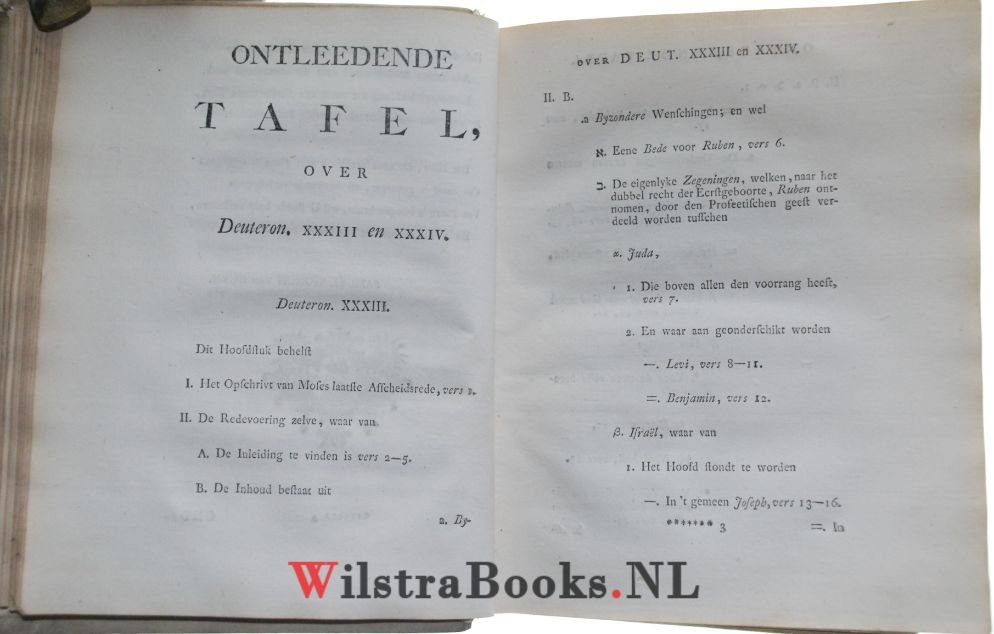 ONTLEEDENDE
TAFEL,
OVER
Deuteron. XXXIII en XXXIV.
Deuteron. XXXIII.
Dit Hoofdſtuk behelſt
I. Het Opſchrivt van Moses laatſte Afſcheidsrede, vers 1.
II. De Redevoering zelve, waar van
A. De Inleiding te vinden is vers 2—5.
B. De Inhoud beſtaat uit
a. By-
OVER DEUT. XXXIII en XXXIV.
II. B.
a Byzondere Wenſchingen; en wel
א. Eene Bede voor Ruben, vers 6.
ב. De eigenlyke Zegeningen, welken, naar het
dubbel recht der Eerſtgeboorte, Ruben ont-
nomen, door den Profeetiſchen geeſt ver-
deeld worden tuſſchen
α. Juda,
1. Die boven allen den voorrang heeft,
vers 7.
2. En waar aan geonderſchikt worden
—. Levi, vers 8—11.
=. Benjamin, vers 12.
β. Iſraël, waar van
1. Het Hoofd ſtondt te worden
—. In 't gemeen Joſeph, vers 13—16.
******* 3
=. In
WilstraBooks.NL